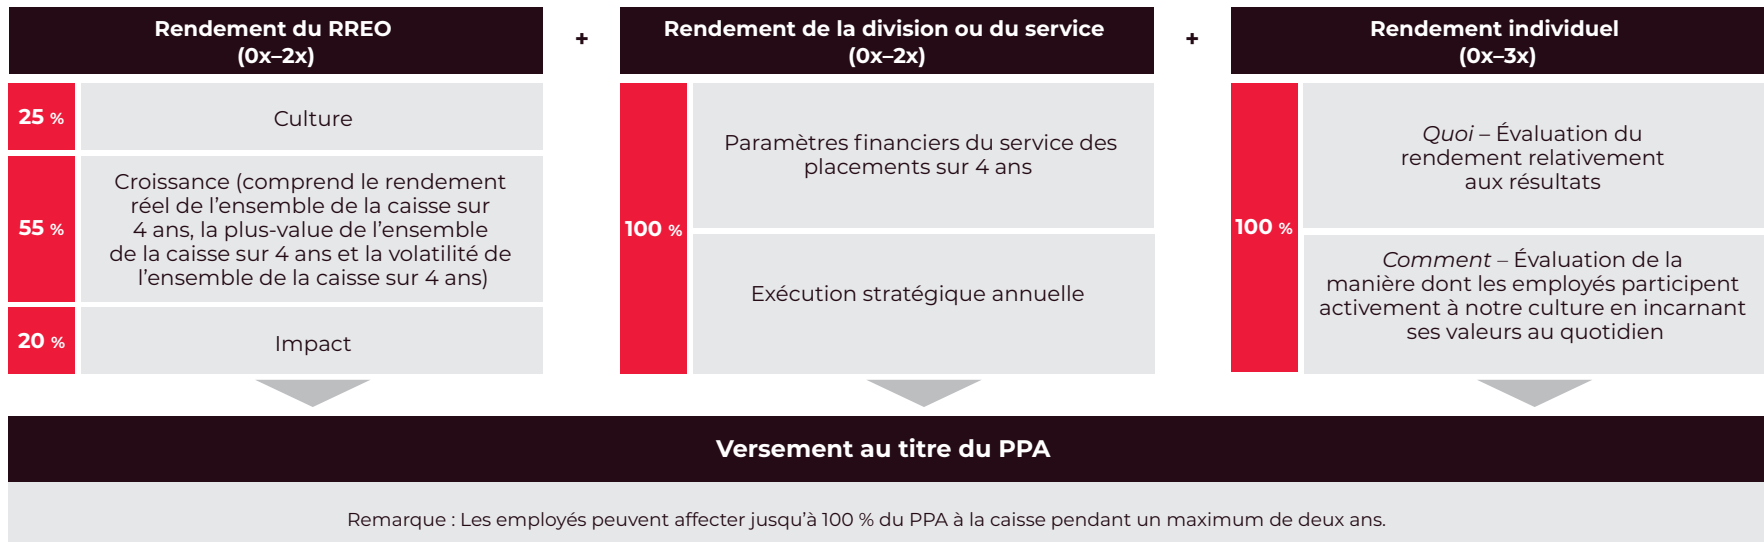 Rendement du RREO
(0x–2x)
+
Rendement de la division ou du service
(0x–2x)
+
Rendement individuel
(0x–3x)
25 %
Culture
55 %
Croissance (comprend le rendement
réel de l’ensemble de la caisse sur
4 ans, la plus-value de l’ensemble
de la caisse sur 4 ans et la volatilité de
l’ensemble de la caisse sur 4 ans)
20 %
Impact
100 %
Paramètres financiers du service des
placements sur 4 ans
Exécution stratégique annuelle
100 %
Quoi – Évaluation du
rendement relativement
aux résultats
Comment – Évaluation de la
manière dont les employés participent
activement à notre culture en incarnant
ses valeurs au quotidien
Versement au titre du PPA
Remarque : Les employés peuvent affecter jusqu’à 100 % du PPA à la caisse pendant un maximum de deux ans.